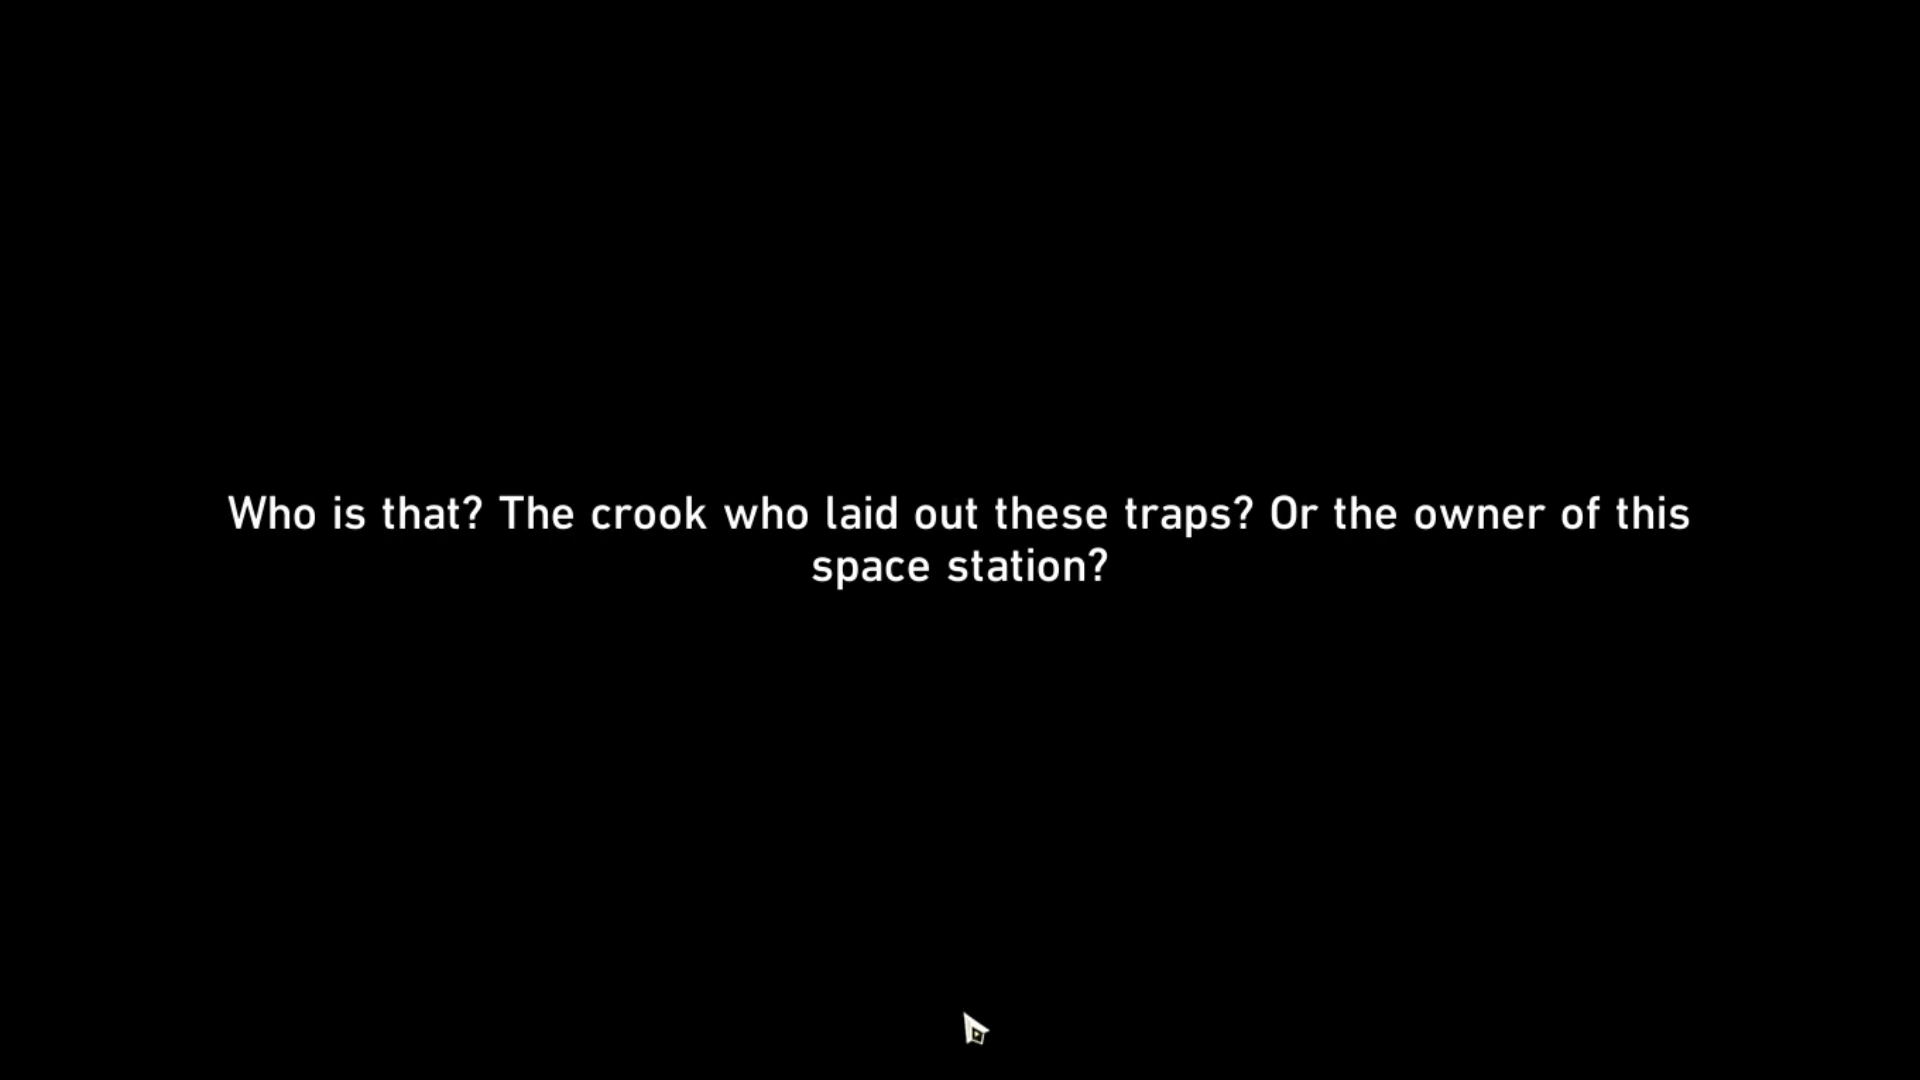 Who is that? The crook who laid out these traps? Or the owner of this
space station?